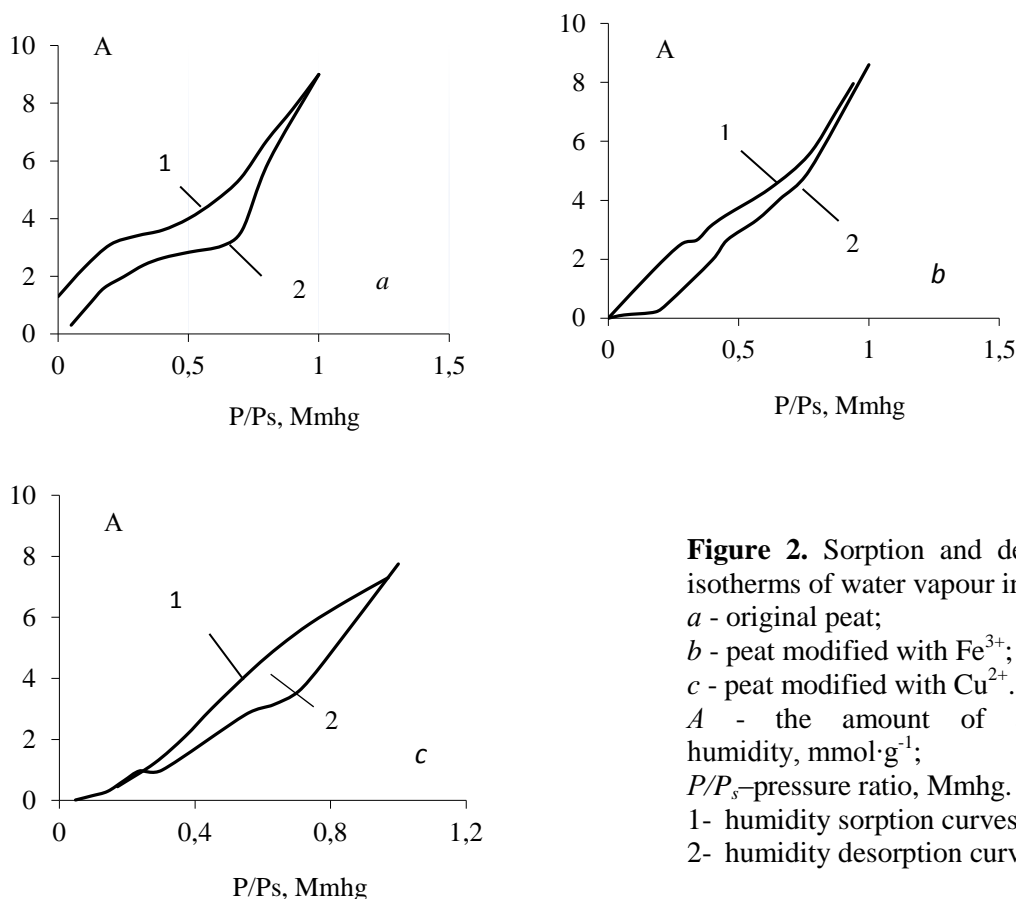 10
8
6
4
2
0
A
1
2
a
0
0,5
1
1,5
P/Ps, Mmhg
10
8
6
4
2
0
A
1
2
b
0
0,5
1
1,5
P/Ps, Mmhg
10
8
6
4
2
0
A
1
2
c
0
0,4
0,8
1,2
P/Ps, Mmhg
Figure 2. Sorption and de
isotherms of water vapour in
a - original peat;
b - peat modified with Fe³⁺;
c - peat modified with Cu²⁺.
A - the amount of
humidity, mmol·g⁻¹;
P/Pₛ–pressure ratio, Mmhg.
1- humidity sorption curves
2- humidity desorption curv